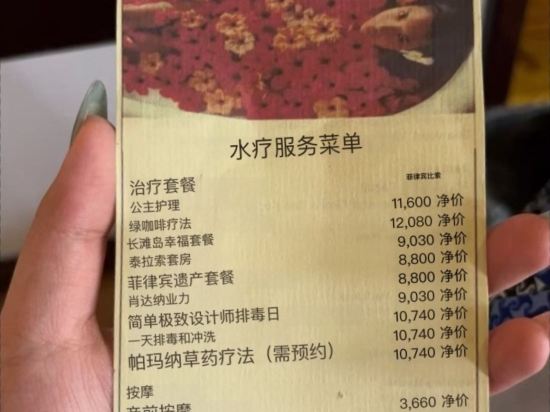 水疗服务菜单
治疗套餐 菲律宾比索
公主护理 11,600 净价
绿咖啡疗法 12,080 净价
长滩岛幸福套餐 9,030 净价
泰拉索套房 8,800 净价
菲律宾遗产套餐 8,800 净价
肖达纳业力 9,030 净价
简单极致设计师排毒日 10,740 净价
一天排毒和冲洗 10,740 净价
帕玛纳草药疗法（需预约） 10,740 净价
按摩
产前按摩 3,660 净价